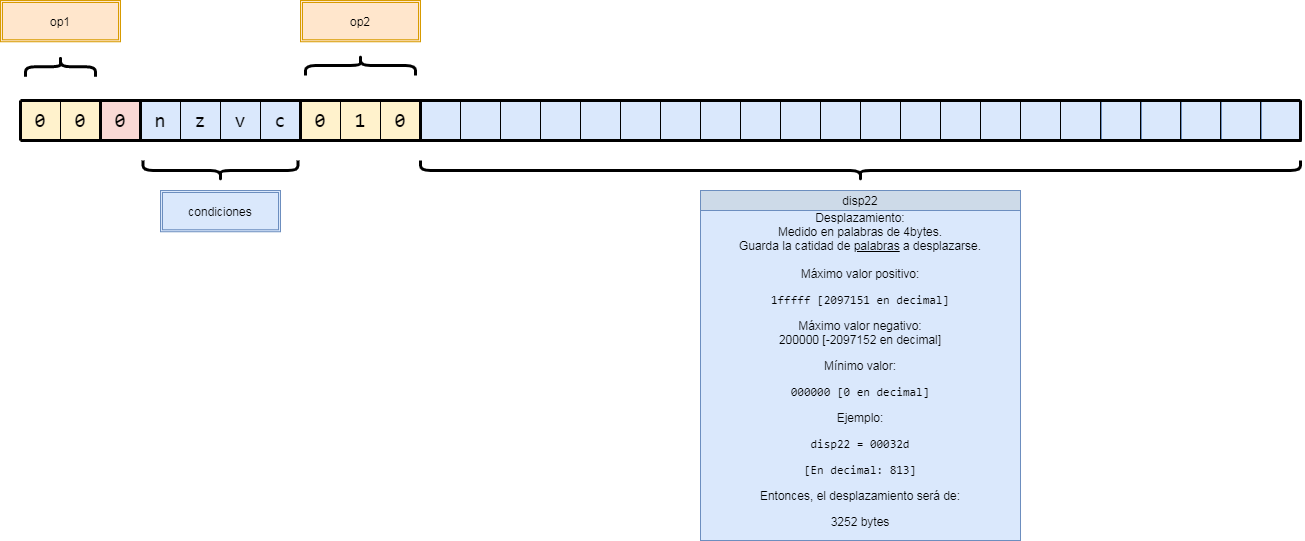 op1
op2
0 0 0 n z v c 0 1 0
condiciones
disp22
Desplazamiento:
Medido en palabras de 4bytes.
Guarda la catidad de palabras a desplazarse.
Máximo valor positivo:
1fffff [2097151 en decimal]
Máximo valor negativo:
200000 [-2097152 en decimal]
Mínimo valor:
000000 [0 en decimal]
Ejemplo:
disp22 = 00032d
[En decimal: 813]
Entonces, el desplazamiento será de:
3252 bytes